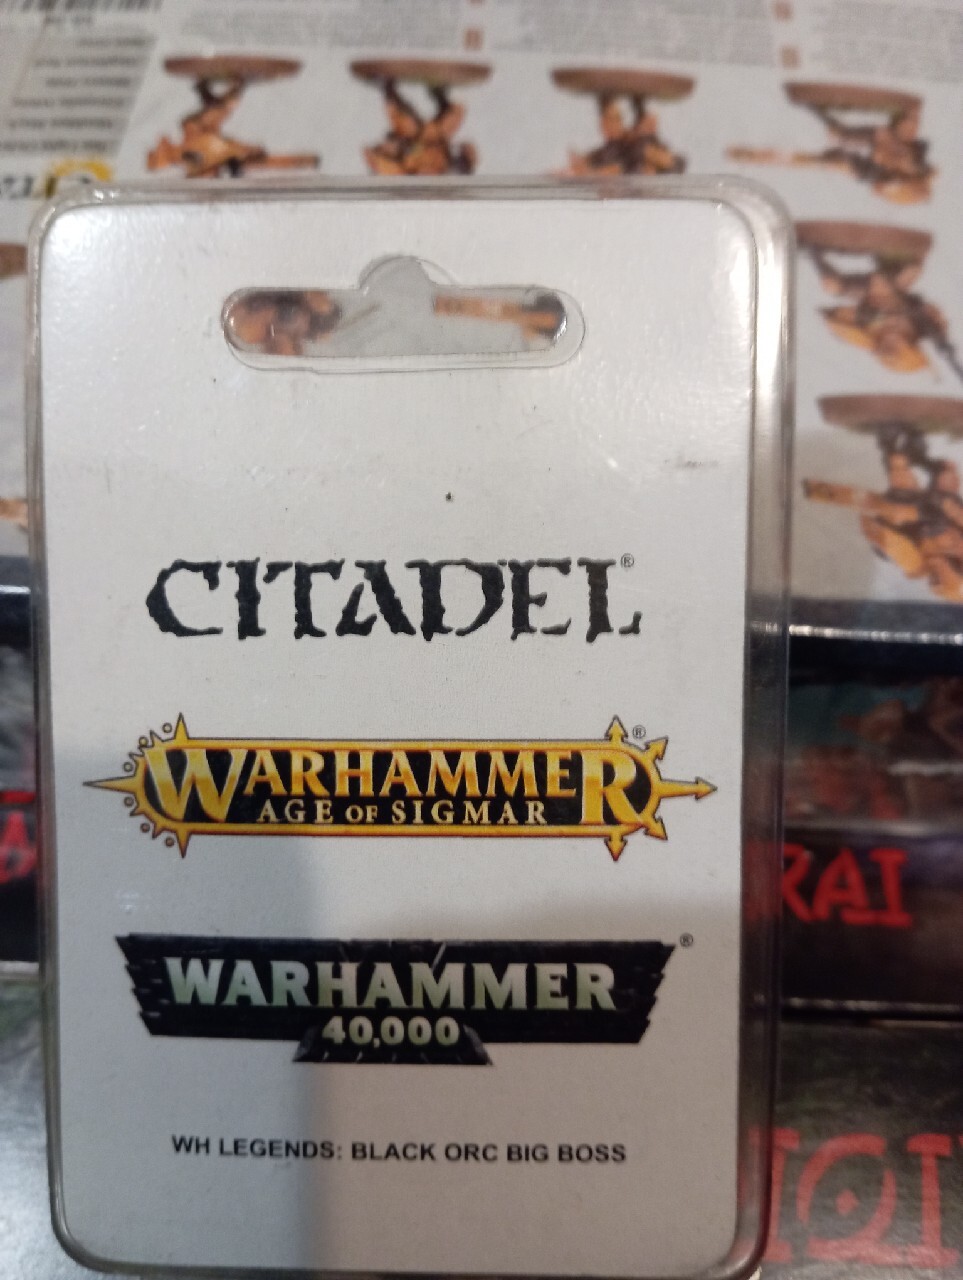 CITADEL®
WARHAMMER®
AGE OF SIGMAR
WARHAMMER®
40,000
WH LEGENDS: BLACK ORC BIG BOSS